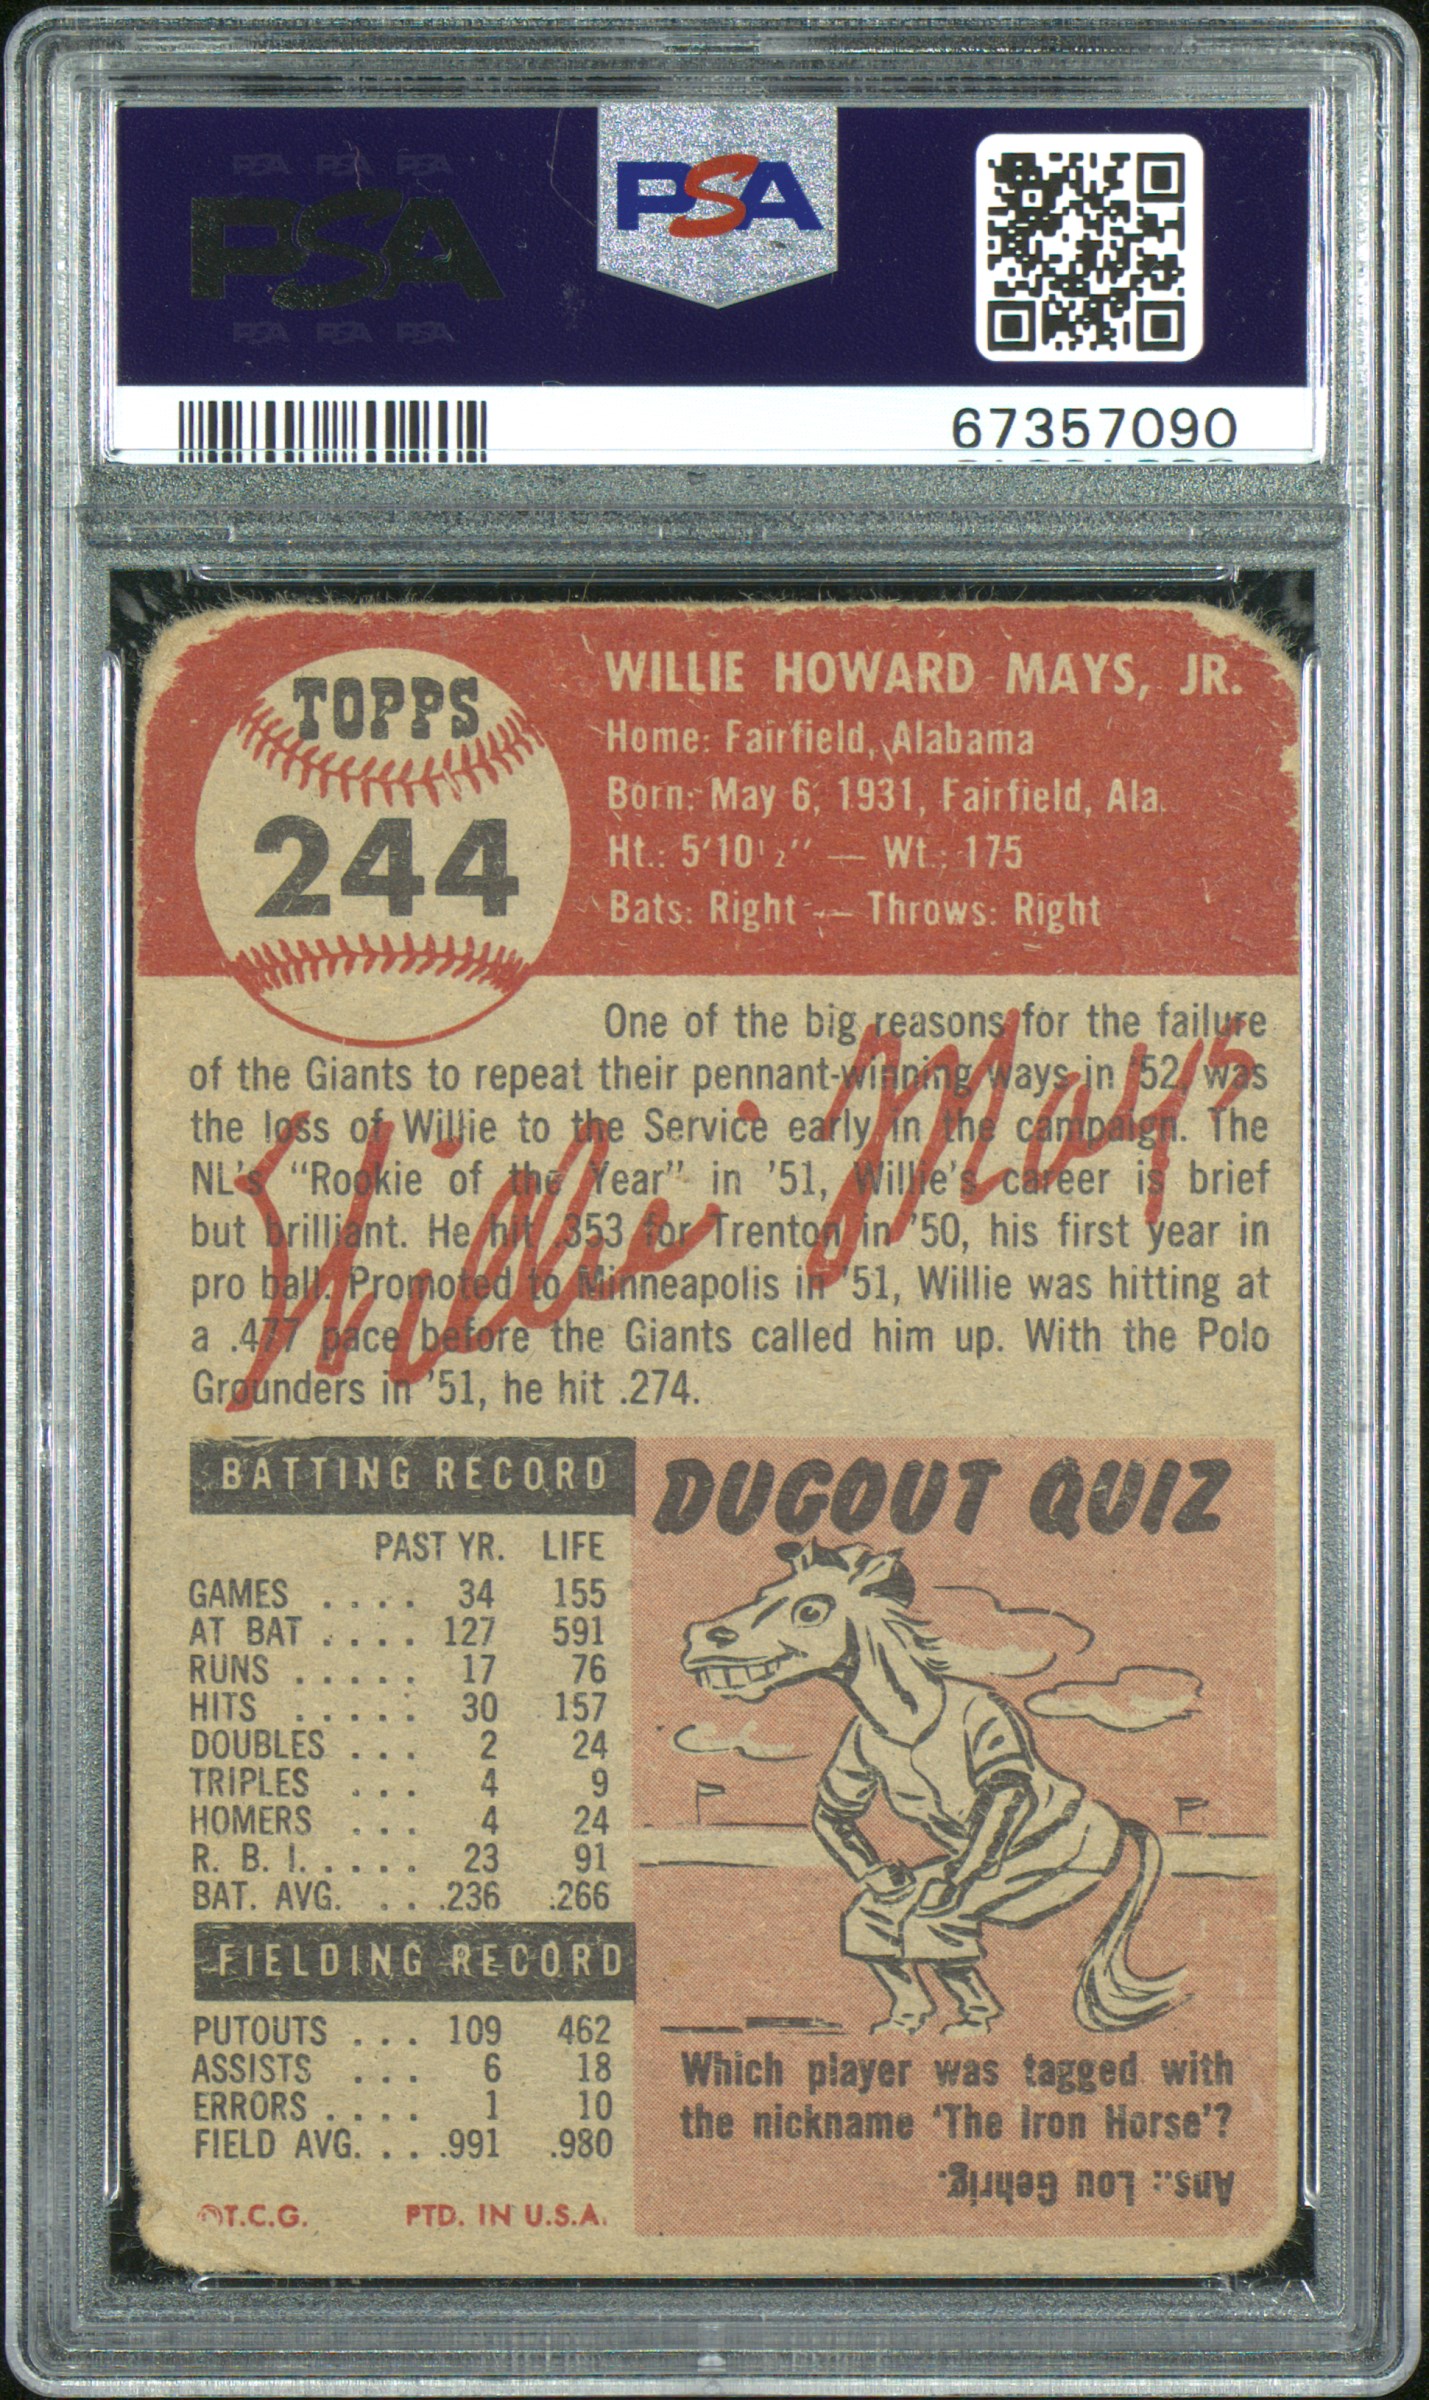 PSA PSA PSA
PSA
PSA PSA PSA
PSA
67357090
TOPPS
244
WILLIE HOWARD MAYS, JR.
Home: Fairfield, Alabama
Born: May 6, 1931, Fairfield, Ala.
Ht.: 5'10½" — Wt.: 175
Bats: Right — Throws: Right
One of the big reasons for the failure
of the Giants to repeat their pennant-winning ways in '52, was
the loss of Willie to the Service early in the campaign. The
NL's "Rookie of the Year" in '51, Willie's career is brief
but brilliant. He hit .353 for Trenton in '50, his first year in
pro ball. Promoted to Minneapolis in '51, Willie was hitting at
a .477 pace before the Giants called him up. With the Polo
Grounders in '51, he hit .274.
Willie Mays
BATTING RECORD
PAST YR. LIFE
GAMES .... 34 155
AT BAT .... 127 591
RUNS ..... 17 76
HITS ..... 30 157
DOUBLES ... 2 24
TRIPLES ... 4 9
HOMERS ... 4 24
R. B. I. .... 23 91
BAT. AVG. ... .236 .266
FIELDING RECORD
PUTOUTS ... 109 462
ASSISTS ... 6 18
ERRORS .... 1 10
FIELD AVG. ... .991 .980
©T.C.G. PTD. IN U.S.A.
DUGOUT QUIZ
Which player was tagged with
the nickname 'The Iron Horse'?
Ans.: Lou Gehrig.